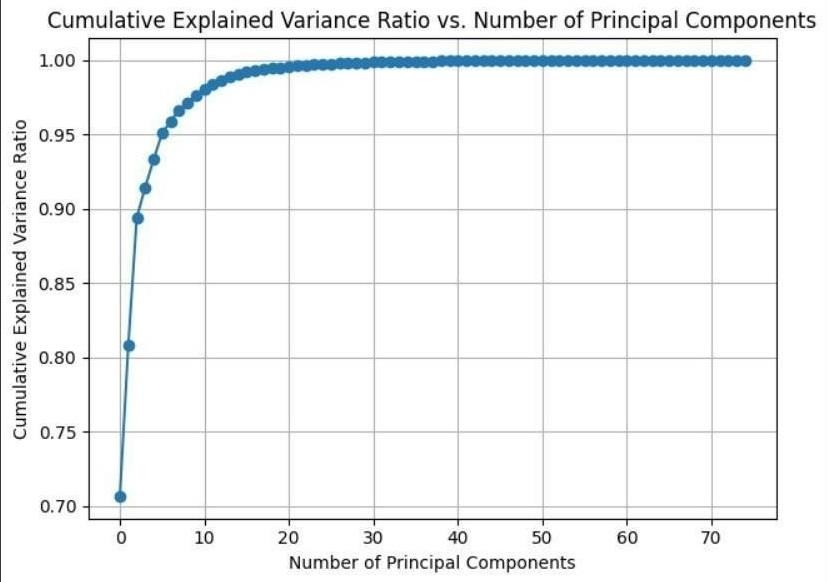 Cumulative Explained Variance Ratio vs. Number of Principal Components
1.00
0.95
0.90
0.85
0.80
0.75
0.70
Cumulative Explained Variance Ratio
0 10 20 30 40 50 60 70
Number of Principal Components